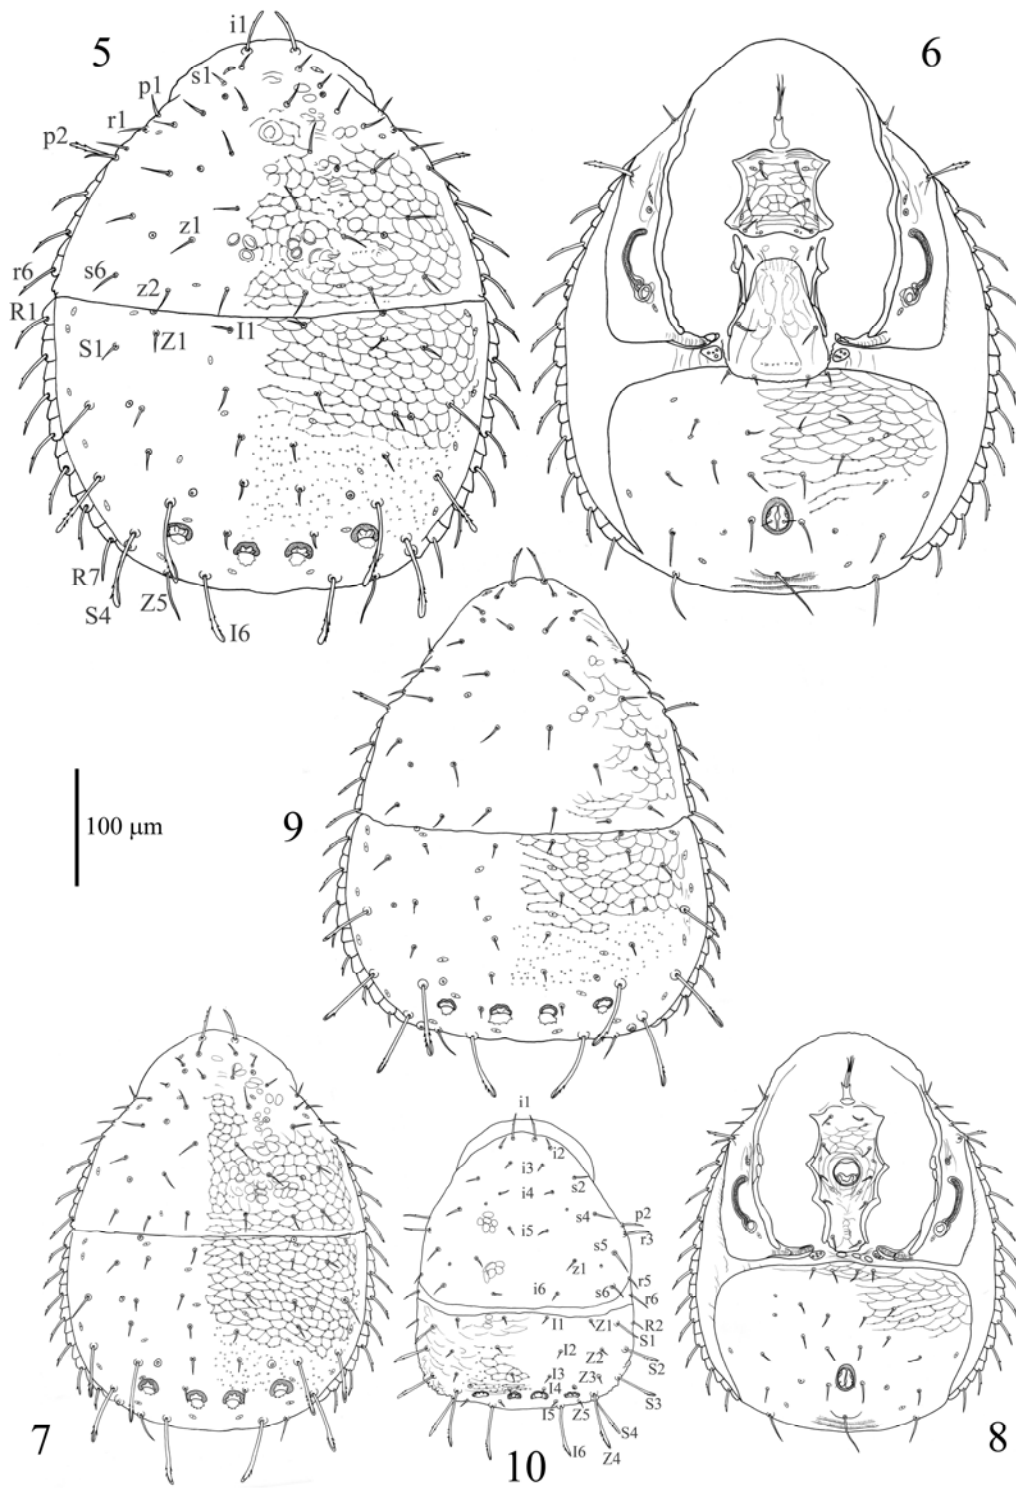 5
i1
s1
p1
r1
p2
z1
r6
s6
z2
R1
I1
Z1
S1
R7
S4
Z5
I6
6
100 µm
9
7
10
i1
i2
i3
s2
i4
s4
p2
i5
r3
s5
z1
s6
r5
i6
r6
I1
Z1
R2
S1
I2
Z2
S2
I3
Z3
S3
I4
I5
Z5
S4
I6
Z4
8